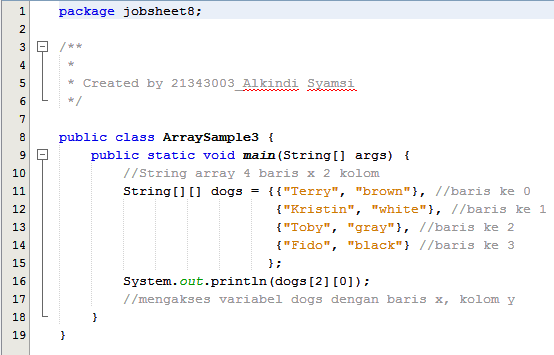 1 package jobsheet8;
2
3 /**
4 *
5 * Created by 21343003_Alkindi Syamsi
6 */
7
8 public class ArraySample3 {
9 public static void main(String[] args) {
10 //String array 4 baris x 2 kolom
11 String[][] dogs = {{"Terry", "brown"}, //baris ke 0
12 {"Kristin", "white"}, //baris ke 1
13 {"Toby", "gray"}, //baris ke 2
14 {"Fido", "black"} //baris ke 3
15 };
16 System.out.println(dogs[2][0]);
17 //mengakses variabel dogs dengan baris x, kolom y
18 }
19 }